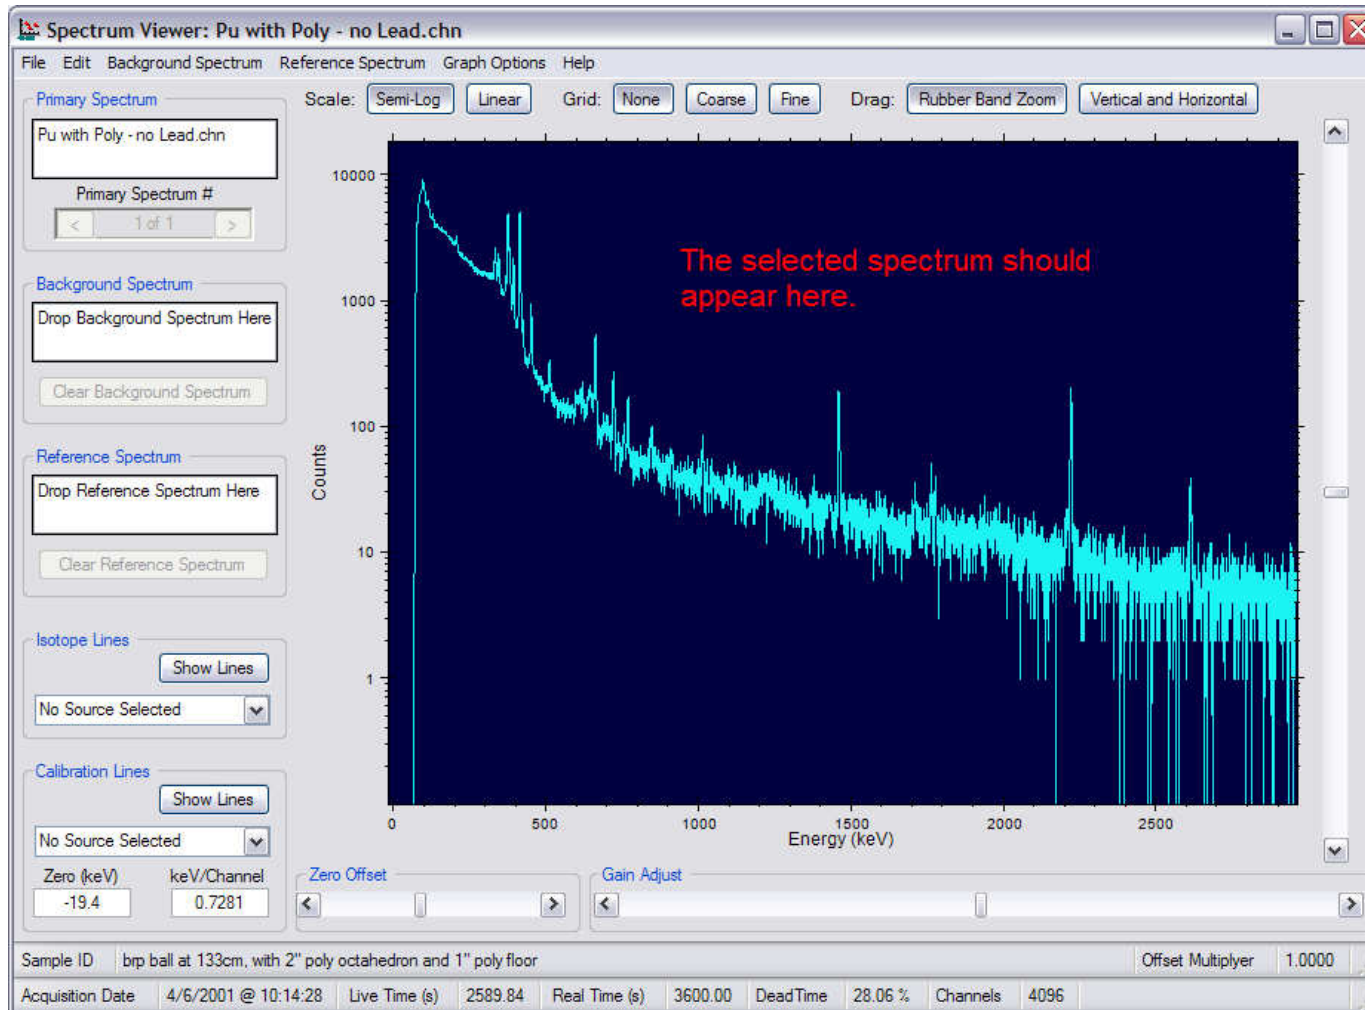 Spectrum Viewer: Pu with Poly - no Lead.chn
File Edit Background Spectrum Reference Spectrum Graph Options Help
Primary Spectrum
Pu with Poly - no Lead.chn
Primary Spectrum #
< 1 of 1 >
Background Spectrum
Drop Background Spectrum Here
Clear Background Spectrum
Reference Spectrum
Drop Reference Spectrum Here
Clear Reference Spectrum
Isotope Lines
Show Lines
No Source Selected
Calibration Lines
Show Lines
No Source Selected
Zero (keV) keV/Channel
-19.4 0.7281
Scale: Semi-Log Linear Grid: None Coarse Fine Drag: Rubber Band Zoom Vertical and Horizontal
10000
1000
100
10
1
Counts
The selected spectrum should
appear here.
0 500 1000 1500 2000 2500
Energy (keV)
Zero Offset
Gain Adjust
Sample ID brp ball at 133cm, with 2" poly octahedron and 1" poly floor Offset Multiplyer 1.0000
Acquisition Date 4/6/2001 @ 10:14:28 Live Time (s) 2589.84 Real Time (s) 3600.00 DeadTime 28.06 % Channels 4096